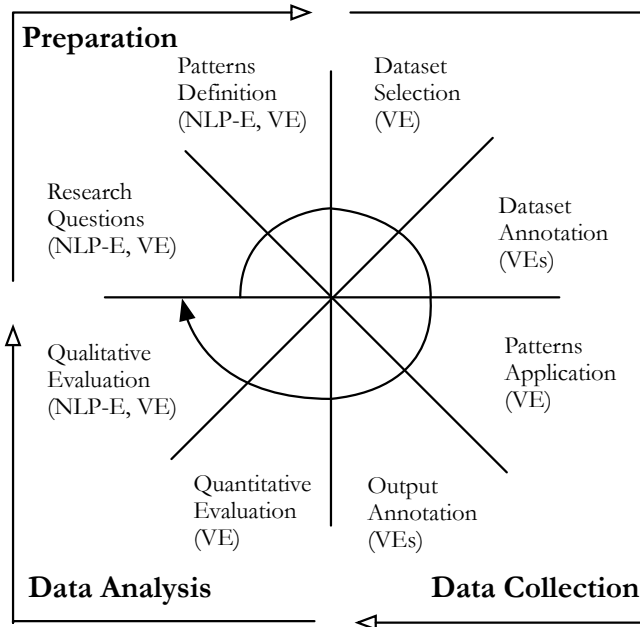 Preparation
Patterns
Definition
(NLP-E, VE)
Dataset
Selection
(VE)
Research
Questions
(NLP-E, VE)
Dataset
Annotation
(VEs)
Qualitative
Evaluation
(NLP-E, VE)
Patterns
Application
(VE)
Quantitative
Evaluation
(VE)
Output
Annotation
(VEs)
Data Analysis
Data Collection